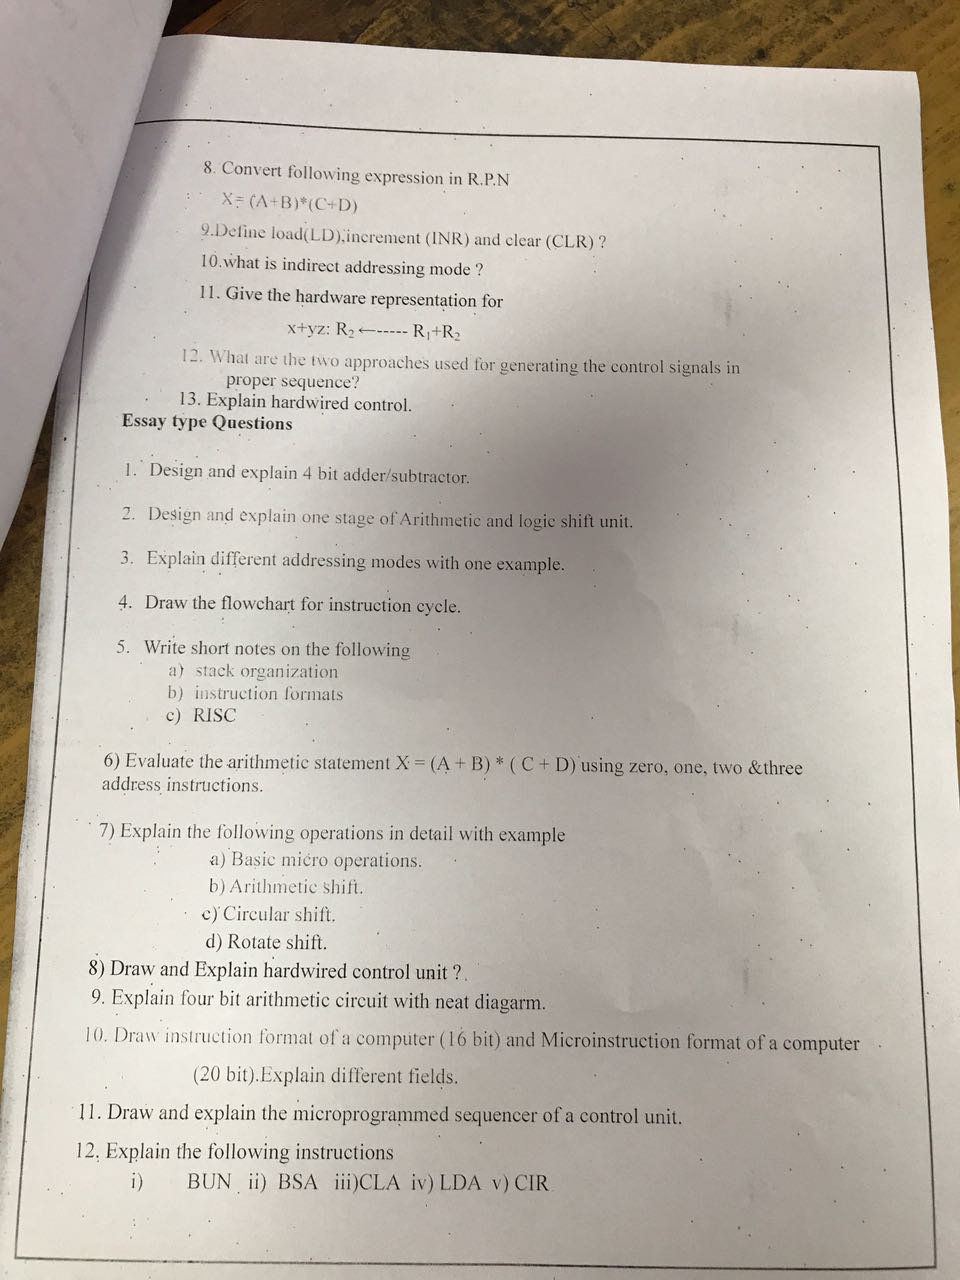 8. Convert following expression in R.P.N
X= (A+B)*(C+D)
9.Define load(LD),increment (INR) and clear (CLR) ?
10.what is indirect addressing mode ?
11. Give the hardware representation for
x+yz: R₂ ←----- R₁+R₂
12. What are the two approaches used for generating the control signals in
proper sequence?
13. Explain hardwired control.
Essay type Questions
1. Design and explain 4 bit adder/subtractor.
2. Design and explain one stage of Arithmetic and logic shift unit.
3. Explain different addressing modes with one example.
4. Draw the flowchart for instruction cycle.
5. Write short notes on the following
a) stack organization
b) instruction formats
c) RISC
6) Evaluate the arithmetic statement X = (A + B) * ( C + D) using zero, one, two &three
address instructions.
7) Explain the following operations in detail with example
a) Basic micro operations.
b) Arithmetic shift.
c) Circular shift.
d) Rotate shift.
8) Draw and Explain hardwired control unit ?
9. Explain four bit arithmetic circuit with neat diagarm.
10. Draw instruction format of a computer (16 bit) and Microinstruction format of a computer
(20 bit).Explain different fields.
11. Draw and explain the microprogrammed sequencer of a control unit.
12. Explain the following instructions
i) BUN ii) BSA iii)CLA iv) LDA v) CIR